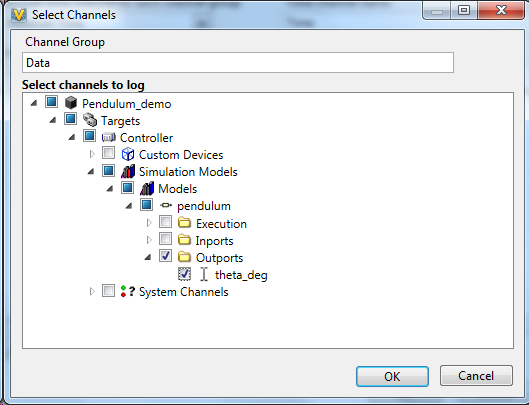 Select Channels
Channel Group
Data
Select channels to log
Pendulum_demo
Targets
Controller
Custom Devices
Simulation Models
Models
pendulum
Execution
Inports
Outports
theta_deg
System Channels
OK Cancel